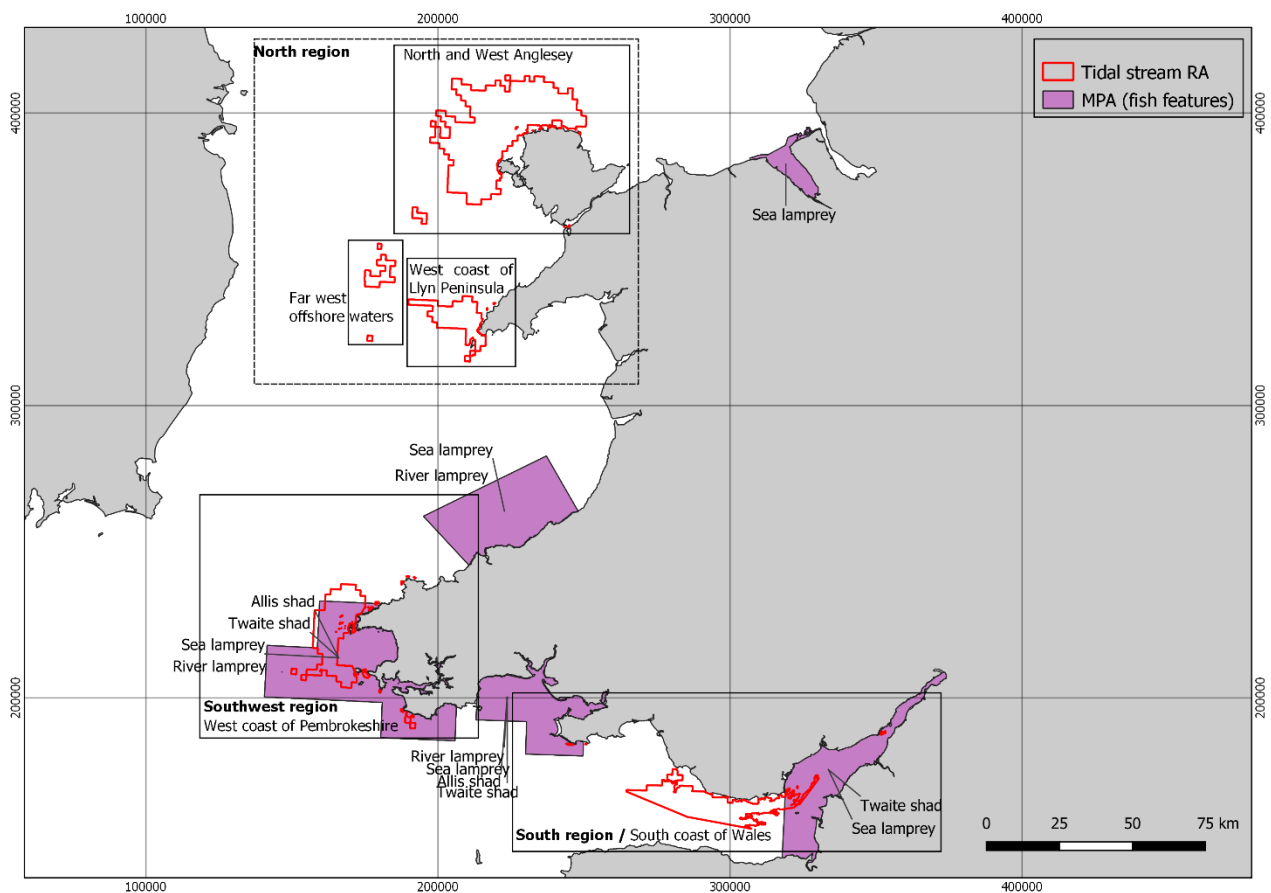 100000
200000
300000
400000
North region
North and West Anglesey
Tidal stream RA
MPA (fish features)
400000
400000
Sea lamprey
West coast of
Llyn Peninsula
Far west
offshore waters
300000
300000
Sea lamprey
River lamprey
Allis shad
Twaite shad
Sea lamprey
River lamprey
200000
200000
Southwest region
West coast of Pembrokeshire
River lamprey
Sea lamprey
Allis shad
Twaite shad
Twaite shad
Sea lamprey
South region / South coast of Wales
0 25 50 75 km
100000
200000
300000
400000